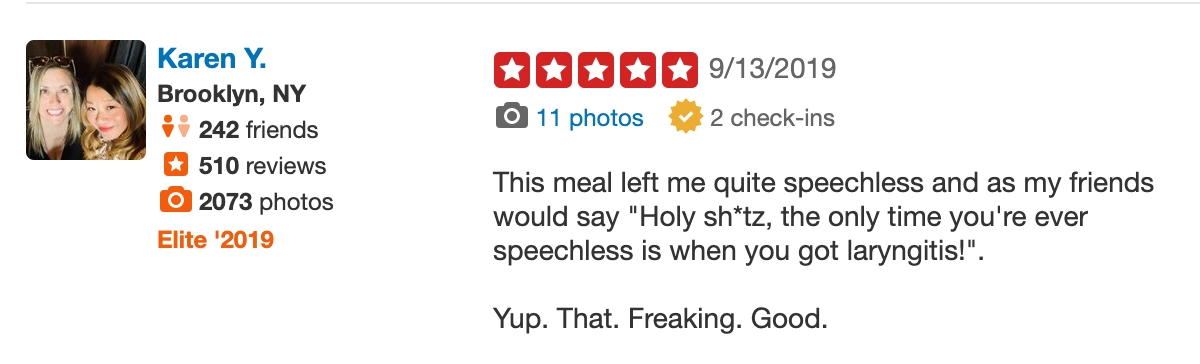 Karen Y.
Brooklyn, NY
242 friends
510 reviews
2073 photos
Elite '2019
9/13/2019
11 photos 2 check-ins
This meal left me quite speechless and as my friends
would say "Holy sh*tz, the only time you're ever
speechless is when you got laryngitis!".
Yup. That. Freaking. Good.